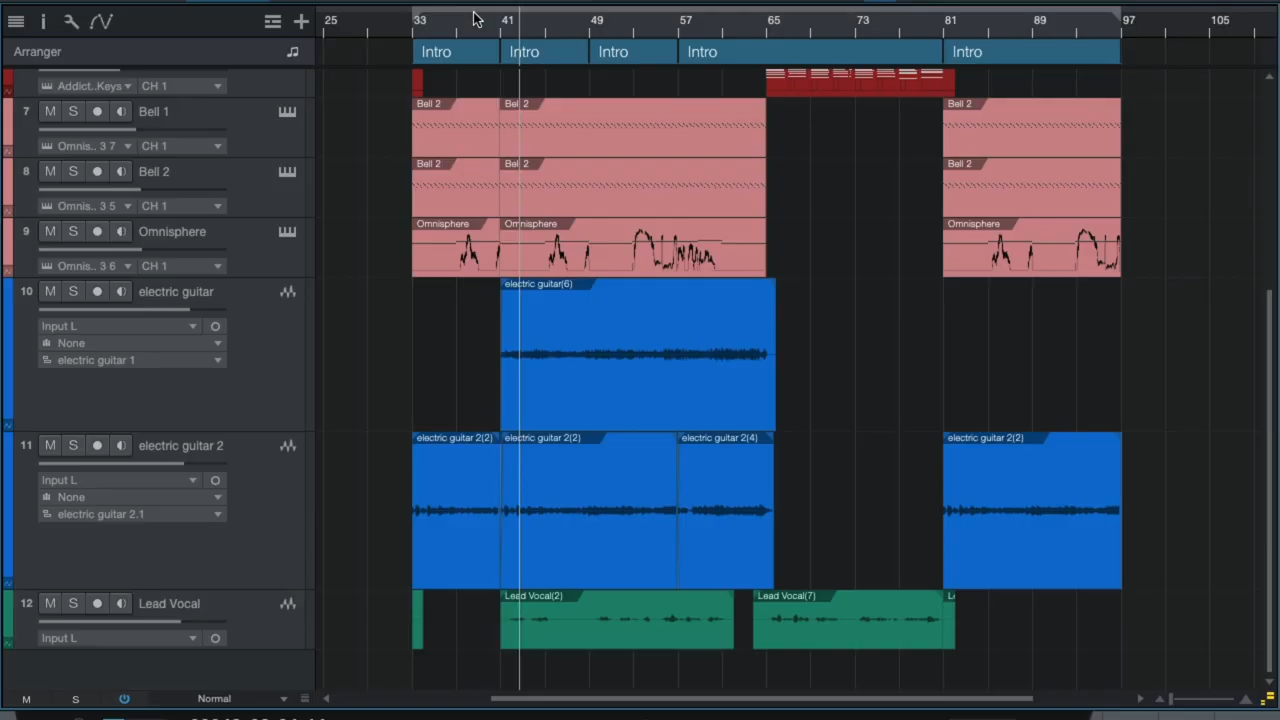 25 33 41 49 57 65 73 81 89 97 105
Arranger Intro Intro Intro Intro Intro
Addict..Keys CH 1
7 M S Bell 1 Bell 2 Bell 2 Bell 2
Omnis.. 3 7 CH 1
8 M S Bell 2 Bell 2 Bell 2 Bell 2
Omnis.. 3 5 CH 1
9 M S Omnisphere Omnisphere Omnisphere Omnisphere
Omnis.. 3 6 CH 1
10 M S electric guitar electric guitar(6)
Input L
None
electric guitar 1
11 M S electric guitar 2 electric guitar 2(2) electric guitar 2(2) electric guitar 2(4) electric guitar 2(2)
Input L
None
electric guitar 2.1
12 M S Lead Vocal Lead Vocal(2) Lead Vocal(7)
Input L
M S Normal